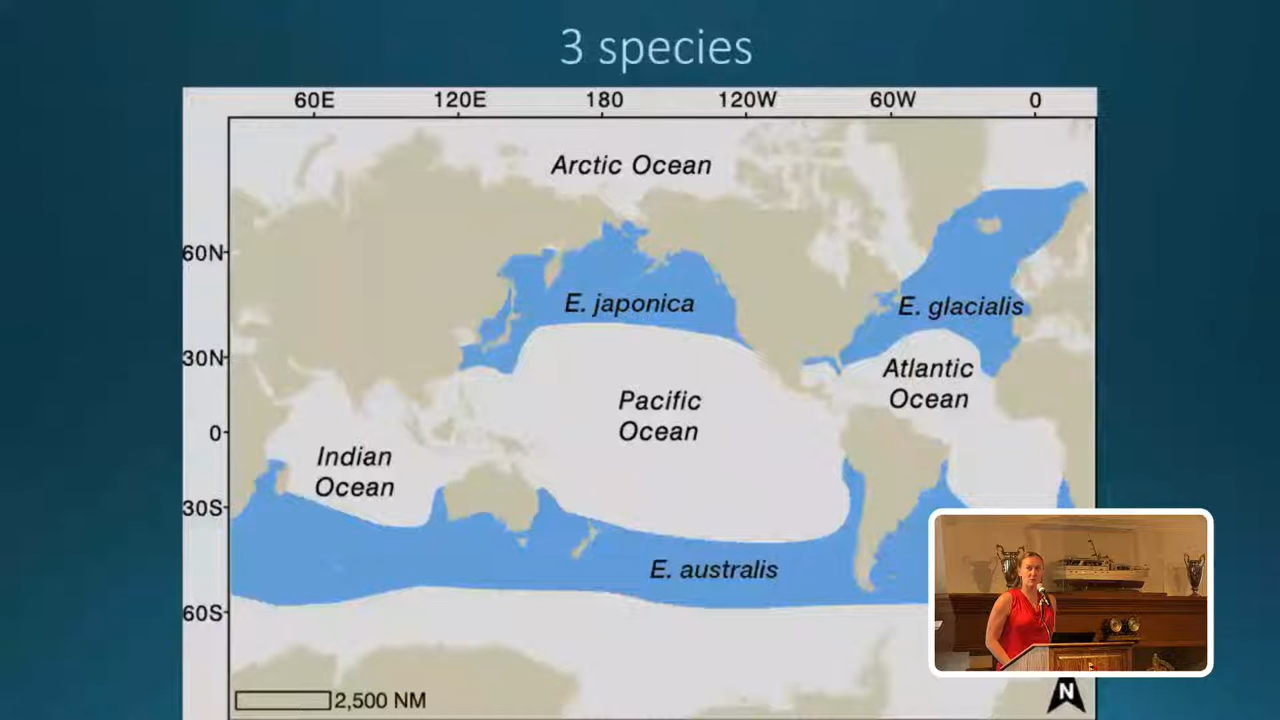 3 species
60E 120E 180 120W 60W 0
Arctic Ocean
60N
E. japonica
E. glacialis
30N
Atlantic
Ocean
Pacific
Ocean
0
Indian
Ocean
30S
E. australis
60S
2,500 NM
N